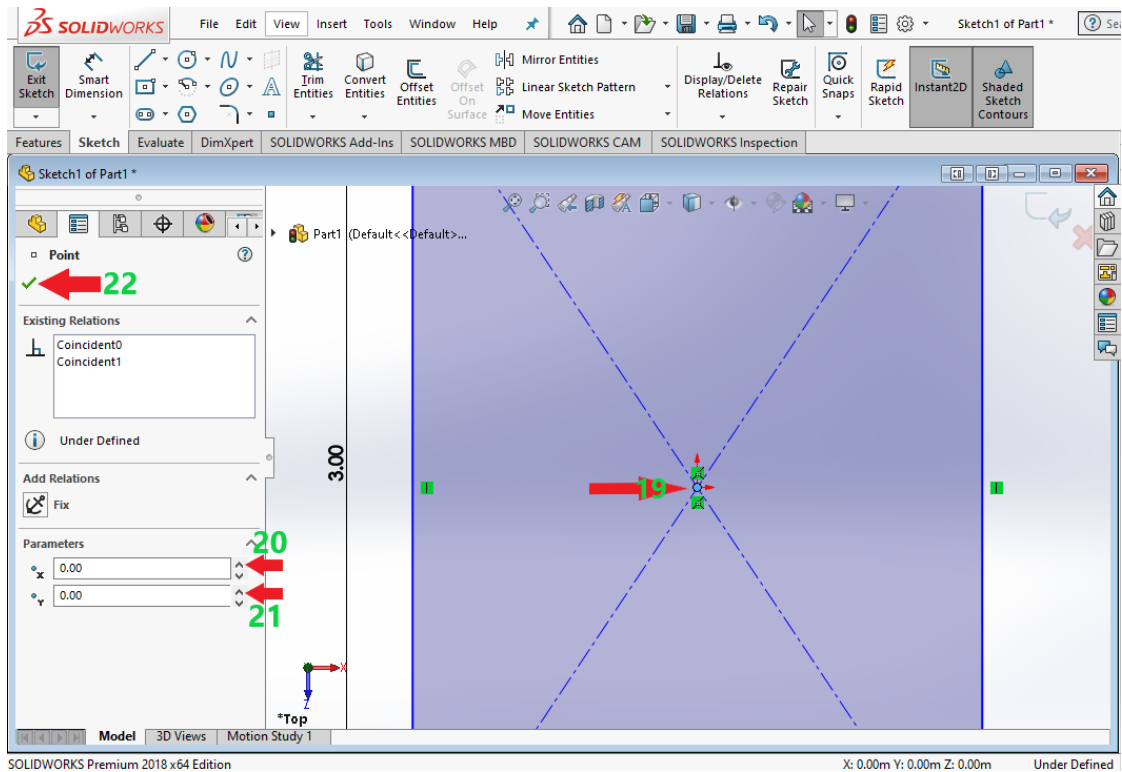 SOLIDWORKS File Edit View Insert Tools Window Help Sketch1 of Part1 * Sea
Exit Sketch
Smart Dimension
Trim Entities
Convert Entities
Offset Entities
Offset On Surface
Mirror Entities
Linear Sketch Pattern
Move Entities
Display/Delete Relations
Repair Sketch
Quick Snaps
Rapid Sketch
Instant2D
Shaded Sketch Contours
Features Sketch Evaluate DimXpert SOLIDWORKS Add-Ins SOLIDWORKS MBD SOLIDWORKS CAM SOLIDWORKS Inspection
Sketch1 of Part1 *
Part1 (Default<<Default>...
Point
22
Existing Relations
Coincident0
Coincident1
Under Defined
3.00
19
Add Relations
Fix
Parameters
20
X 0.00
Y 0.00
21
X
Z
*Top
Model 3D Views Motion Study 1
SOLIDWORKS Premium 2018 x64 Edition X: 0.00m Y: 0.00m Z: 0.00m Under Defined